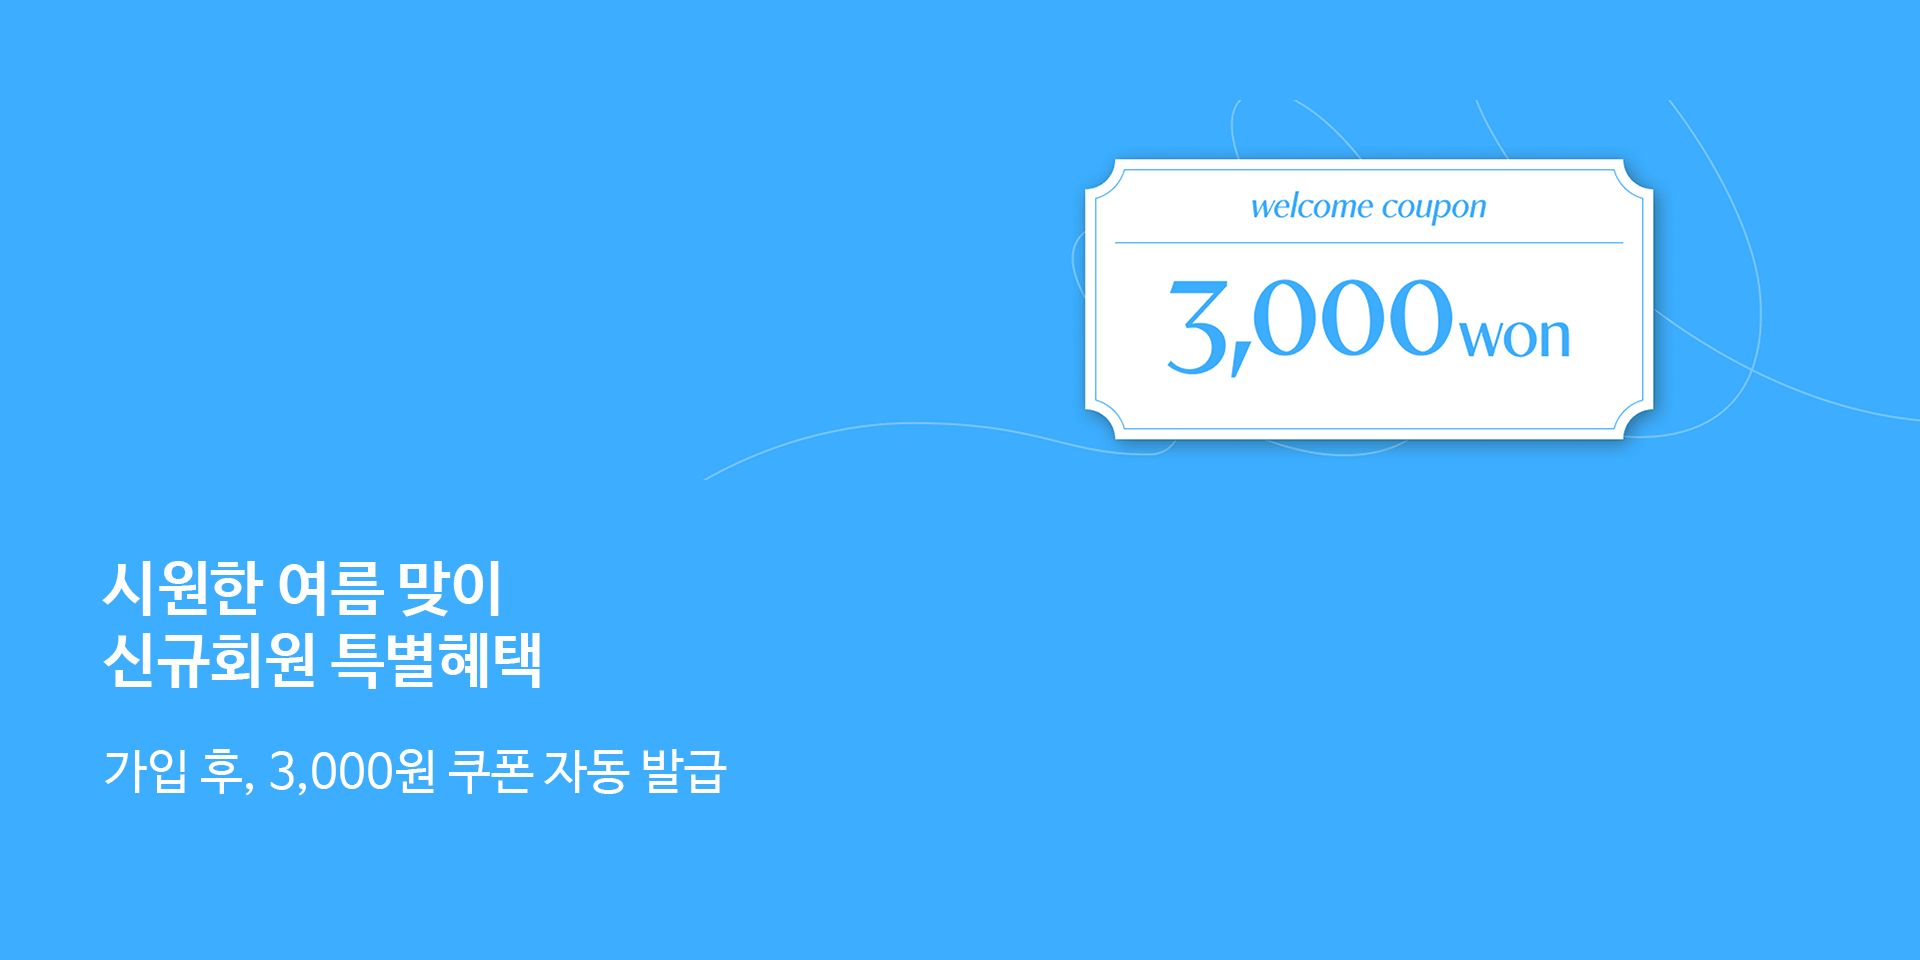 welcome coupon
3,000won
시원한 여름 맞이
신규회원 특별혜택
가입 후, 3,000원 쿠폰 자동 발급